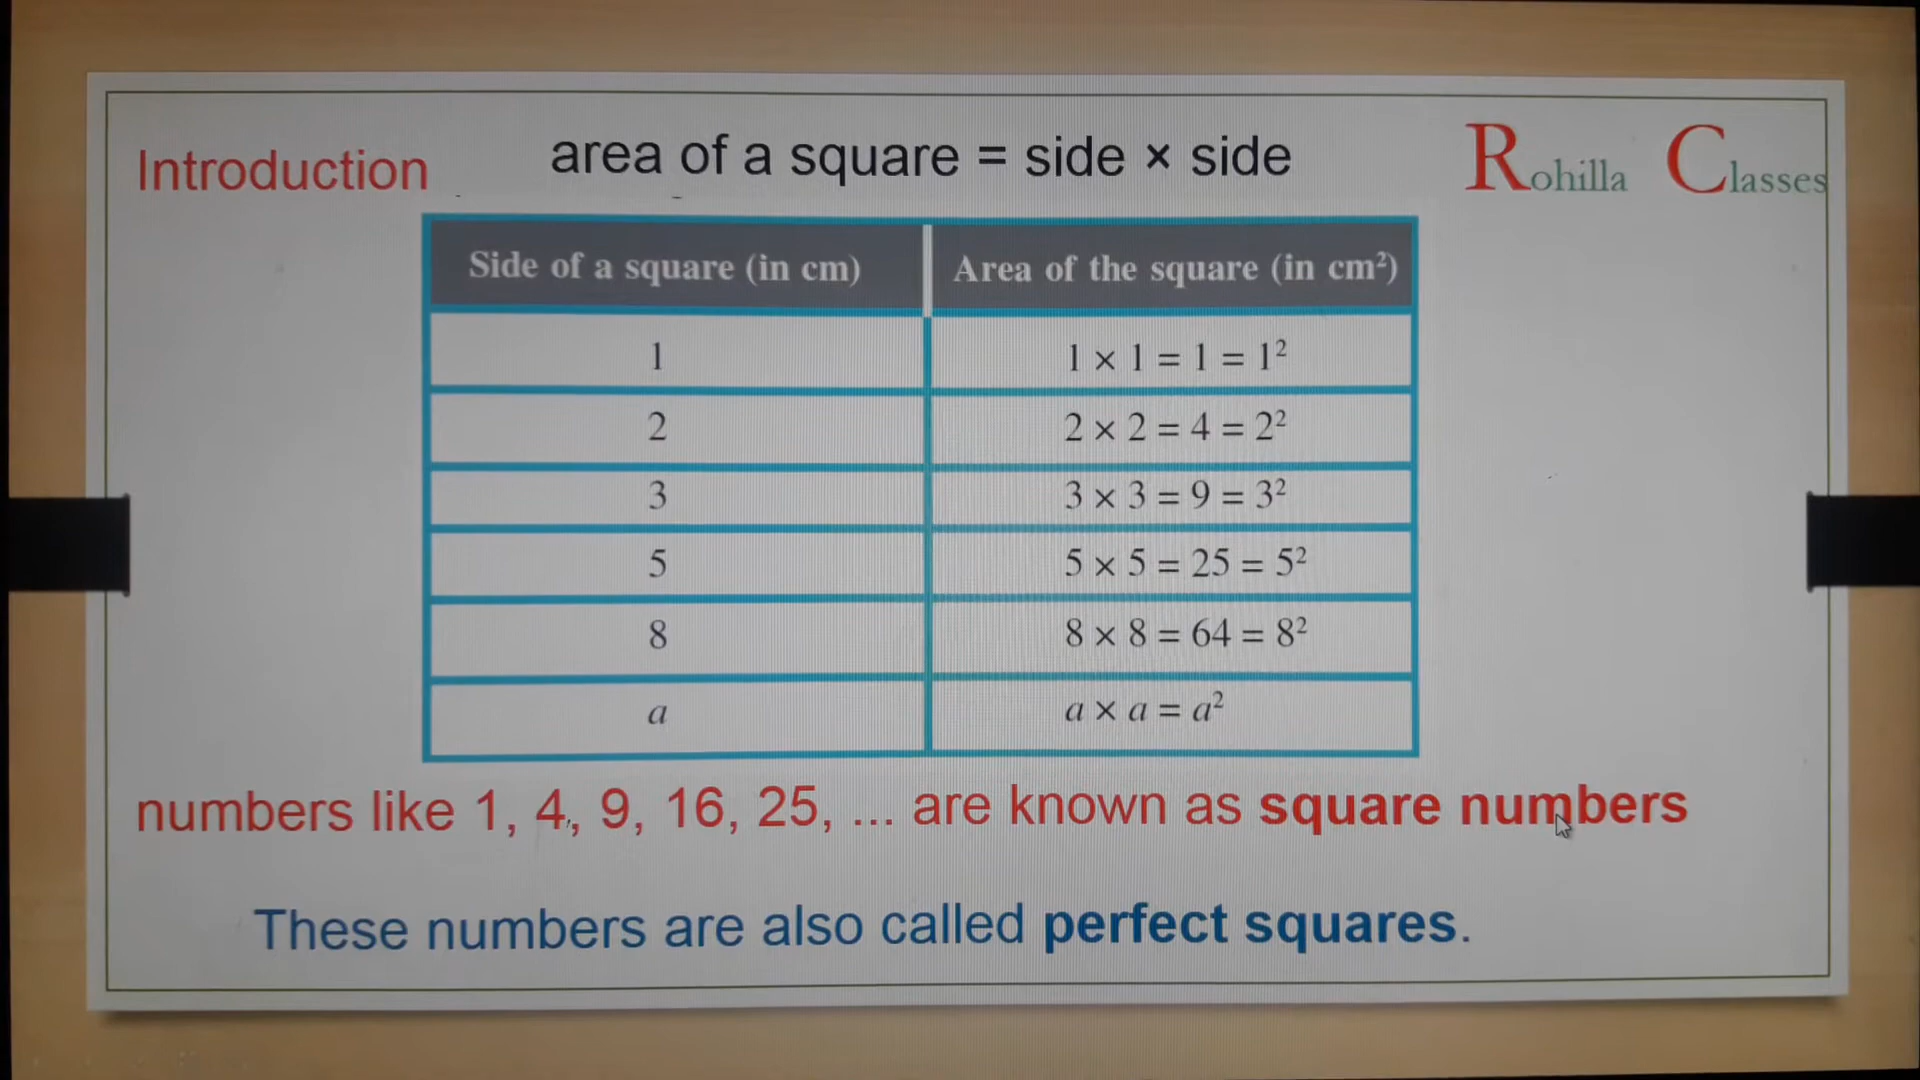 Introduction area of a square = side × side Rohilla Classes
Side of a square (in cm) Area of the square (in cm²)
1 1 × 1 = 1 = 1²
2 2 × 2 = 4 = 2²
3 3 × 3 = 9 = 3²
5 5 × 5 = 25 = 5²
8 8 × 8 = 64 = 8²
a a × a = a²
numbers like 1, 4, 9, 16, 25, ... are known as square numbers
These numbers are also called perfect squares.